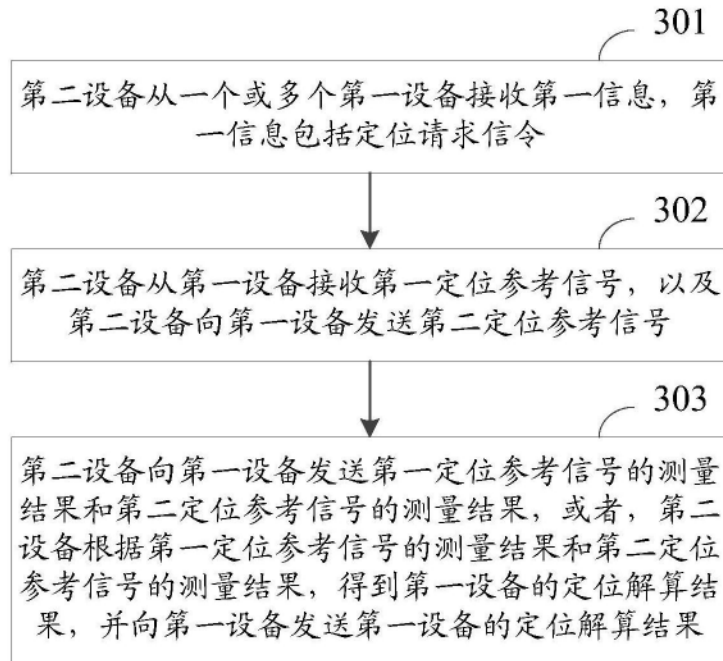 301
第二设备从一个或多个第一设备接收第一信息，第
一信息包括定位请求信令
302
第二设备从第一设备接收第一定位参考信号，以及
第二设备向第一设备发送第二定位参考信号
303
第二设备向第一设备发送第一定位参考信号的测量
结果和第二定位参考信号的测量结果，或者，第二
设备根据第一定位参考信号的测量结果和第二定位
参考信号的测量结果，得到第一设备的定位解算结
果，并向第一设备发送第一设备的定位解算结果